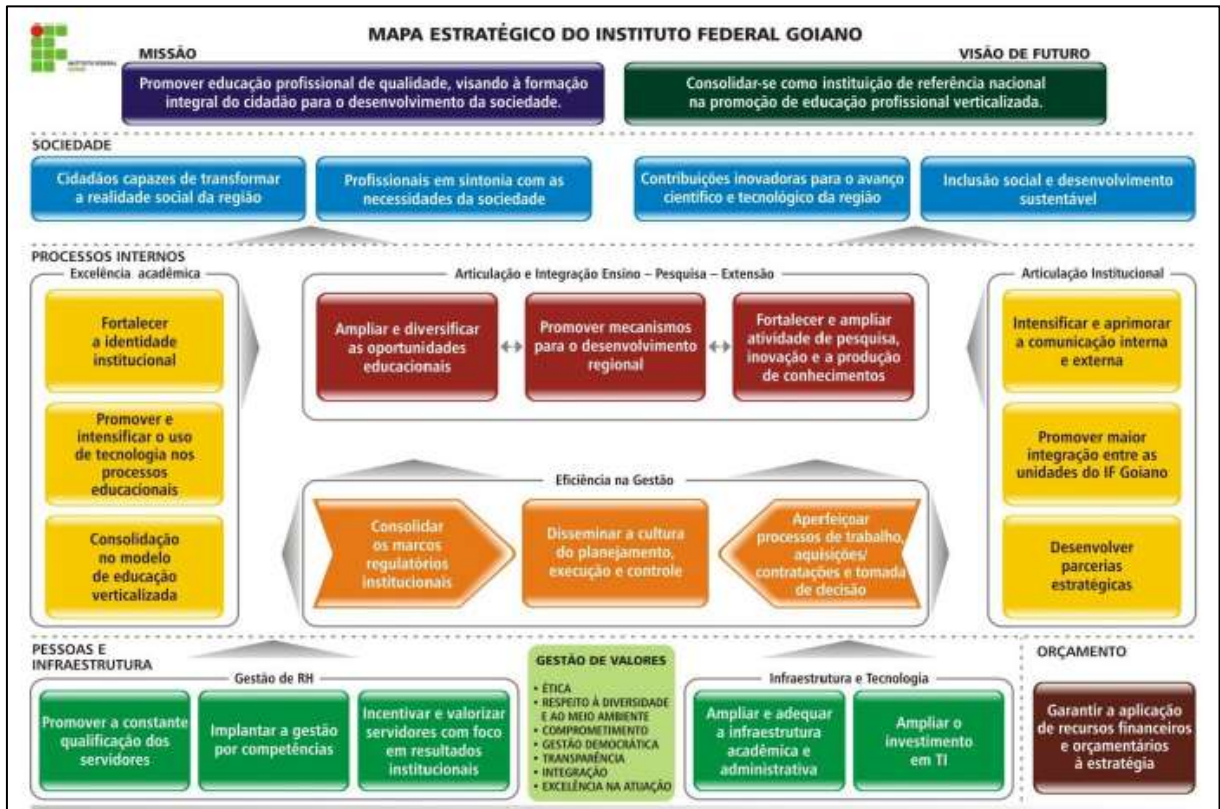 MAPA ESTRATÉGICO DO INSTITUTO FEDERAL GOIANO
INSTITUTO FEDERAL
GOIANO
MISSÃO
Promover educação profissional de qualidade, visando à formação
integral do cidadão para o desenvolvimento da sociedade.
VISÃO DE FUTURO
Consolidar-se como instituição de referência nacional
na promoção de educação profissional verticalizada.
SOCIEDADE
Cidadãos capazes de transformar
a realidade social da região
Profissionais em sintonia com as
necessidades da sociedade
Contribuições inovadoras para o avanço
científico e tecnológico da região
Inclusão social e desenvolvimento
sustentável
PROCESSOS INTERNOS
Excelência acadêmica
Fortalecer
a identidade
institucional
Promover e
intensificar o uso
de tecnologia nos
processos
educacionais
Consolidação
no modelo
de educação
verticalizada
Articulação e Integração Ensino – Pesquisa – Extensão
Ampliar e diversificar
as oportunidades
educacionais
Promover mecanismos
para o desenvolvimento
regional
Fortalecer e ampliar
atividade de pesquisa,
inovação e a produção
de conhecimentos
Eficiência na Gestão
Consolidar
os marcos
regulatórios
institucionais
Disseminar a cultura
do planejamento,
execução e controle
Aperfeiçoar
processos de trabalho,
aquisições/
contratações e tomada
de decisão
Articulação Institucional
Intensificar e aprimorar
a comunicação interna
e externa
Promover maior
integração entre as
unidades do IF Goiano
Desenvolver
parcerias
estratégicas
PESSOAS E
INFRAESTRUTURA
Gestão de RH
Promover a constante
qualificação dos
servidores
Implantar a gestão
por competências
Incentivar e valorizar
servidores com foco
em resultados
institucionais
GESTÃO DE VALORES
• ÉTICA
• RESPEITO À DIVERSIDADE
E AO MEIO AMBIENTE
• COMPROMETIMENTO
• GESTÃO DEMOCRÁTICA
• TRANSPARÊNCIA
• INTEGRAÇÃO
• EXCELÊNCIA NA ATUAÇÃO
Infraestrutura e Tecnologia
Ampliar e adequar
a infraestrutura
acadêmica e
administrativa
Ampliar o
investimento
em TI
ORÇAMENTO
Garantir a aplicação
de recursos financeiros
e orçamentários
à estratégia